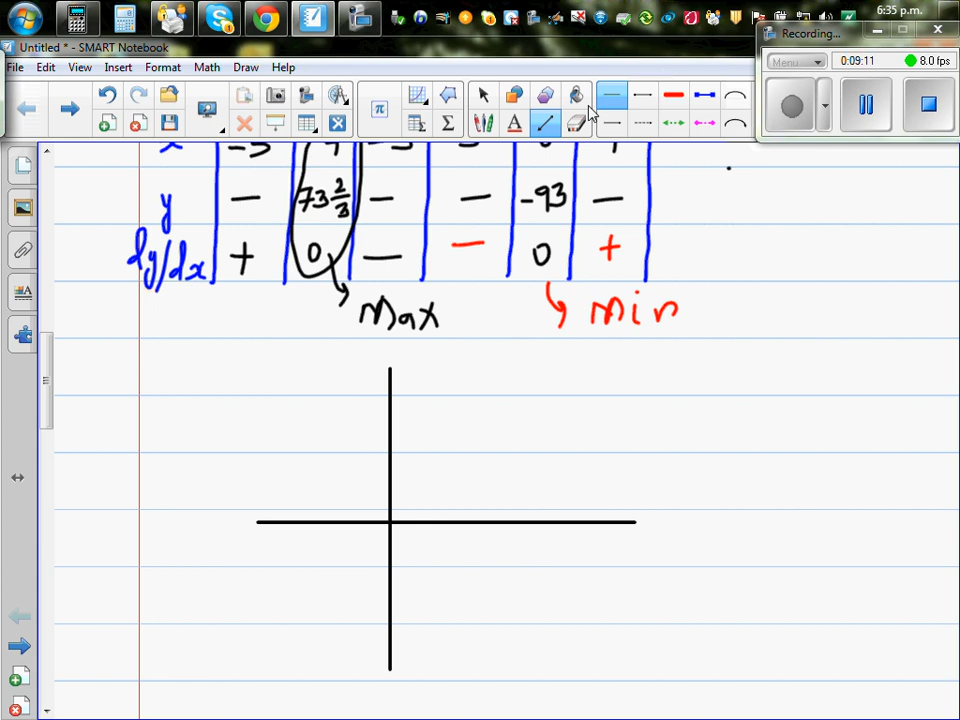 6:35 p.m.
Untitled * - SMART Notebook
Recording...
File Edit View Insert Format Math Draw Help
Menu 0:09:11 8.0 fps
y − 73 2/3 − − -93 −
dy/dx + 0 − − 0 +
Max Min